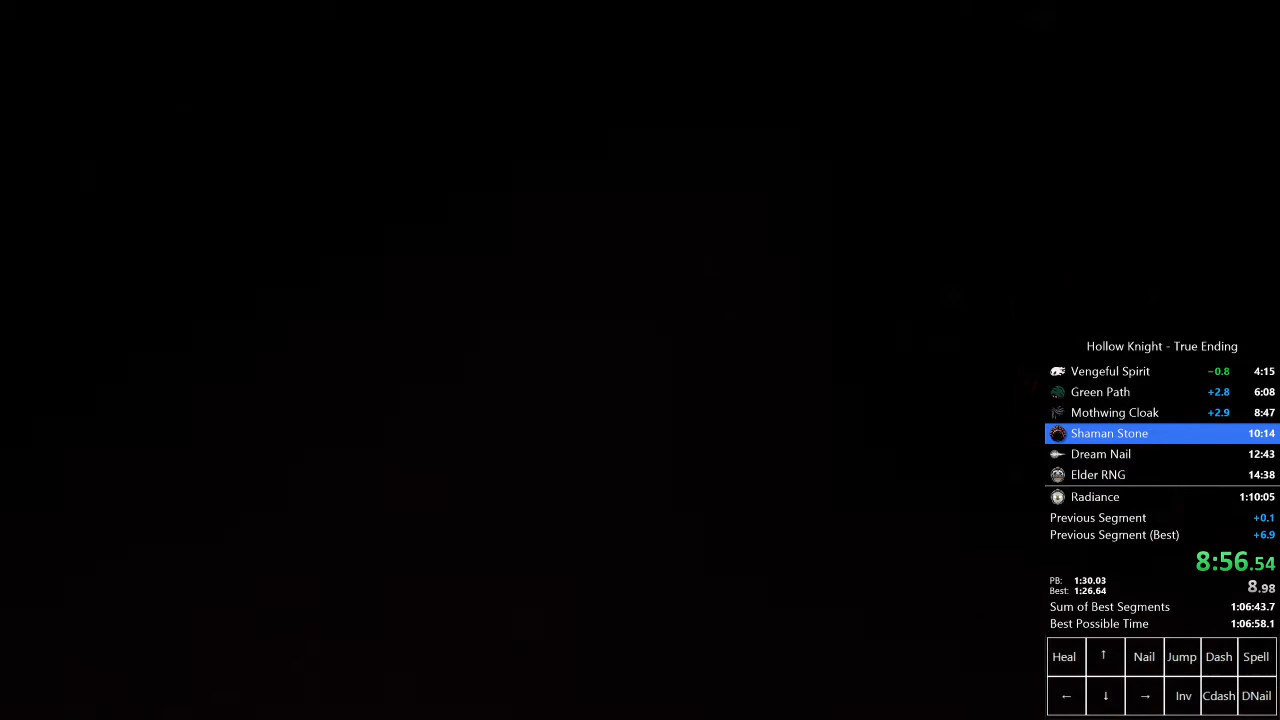 Hollow Knight - True Ending
Vengeful Spirit −0.8 4:15
Green Path +2.8 6:08
Mothwing Cloak +2.9 8:47
Shaman Stone 10:14
Dream Nail 12:43
Elder RNG 14:38
Radiance 1:10:05
Previous Segment +0.1
Previous Segment (Best) +6.9
8:56.54
PB: 1:30.03 8.98
Best: 1:26.64
Sum of Best Segments 1:06:43.7
Best Possible Time 1:06:58.1
Heal ↑ Nail Jump Dash Spell
← ↓ → Inv Cdash DNail